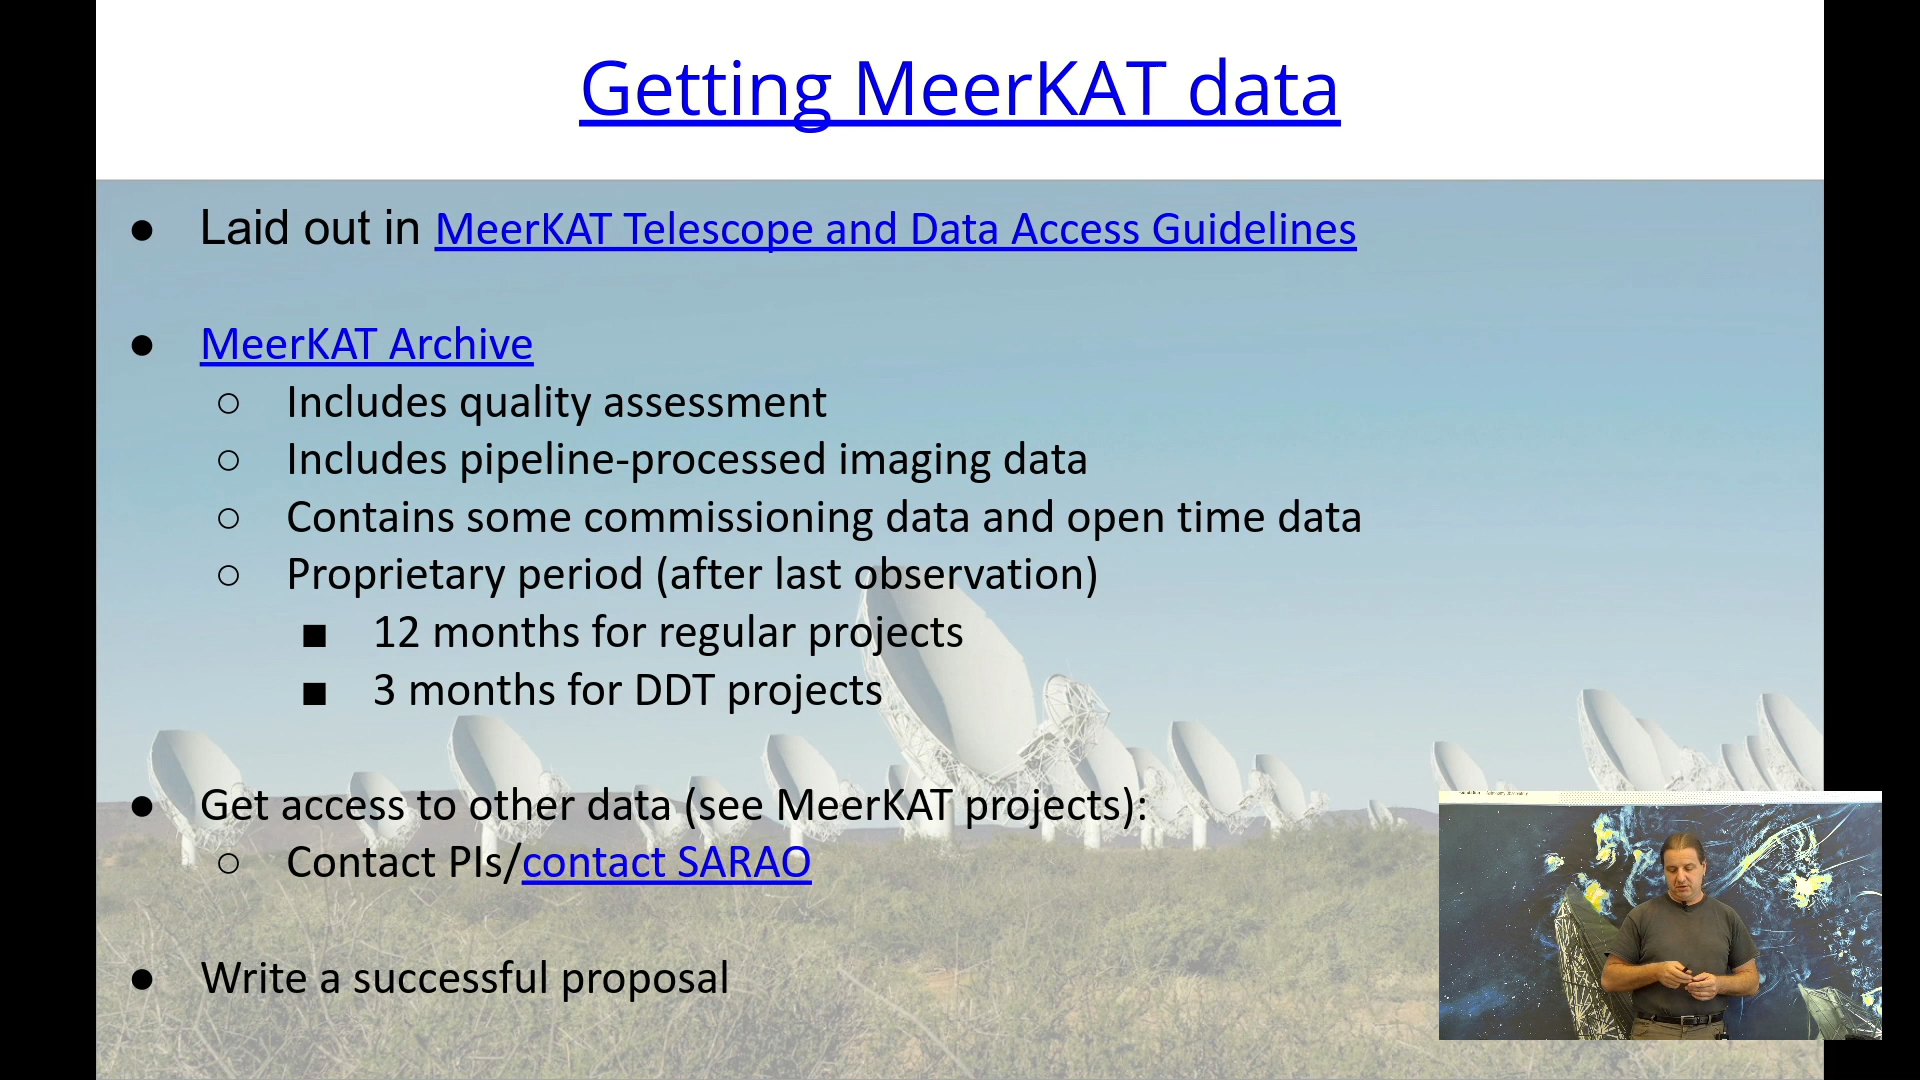 Getting MeerKAT data
● Laid out in MeerKAT Telescope and Data Access Guidelines
● MeerKAT Archive
○ Includes quality assessment
○ Includes pipeline-processed imaging data
○ Contains some commissioning data and open time data
○ Proprietary period (after last observation)
■ 12 months for regular projects
■ 3 months for DDT projects
● Get access to other data (see MeerKAT projects):
○ Contact PIs/contact SARAO
● Write a successful proposal